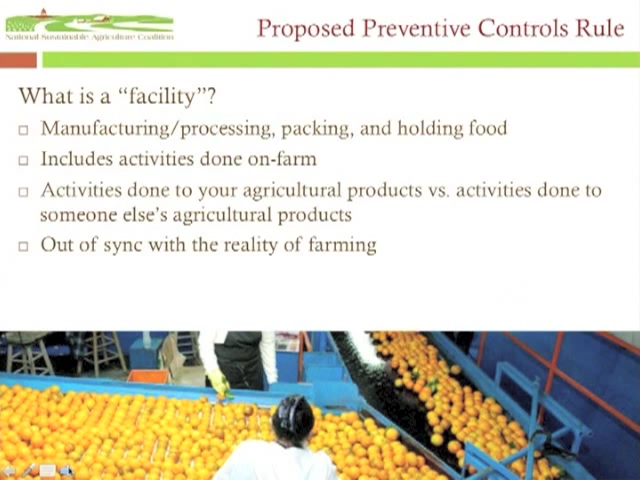 National Sustainable Agriculture Coalition
Proposed Preventive Controls Rule
What is a “facility”?
Manufacturing/processing, packing, and holding food
Includes activities done on-farm
Activities done to your agricultural products vs. activities done to
someone else’s agricultural products
Out of sync with the reality of farming